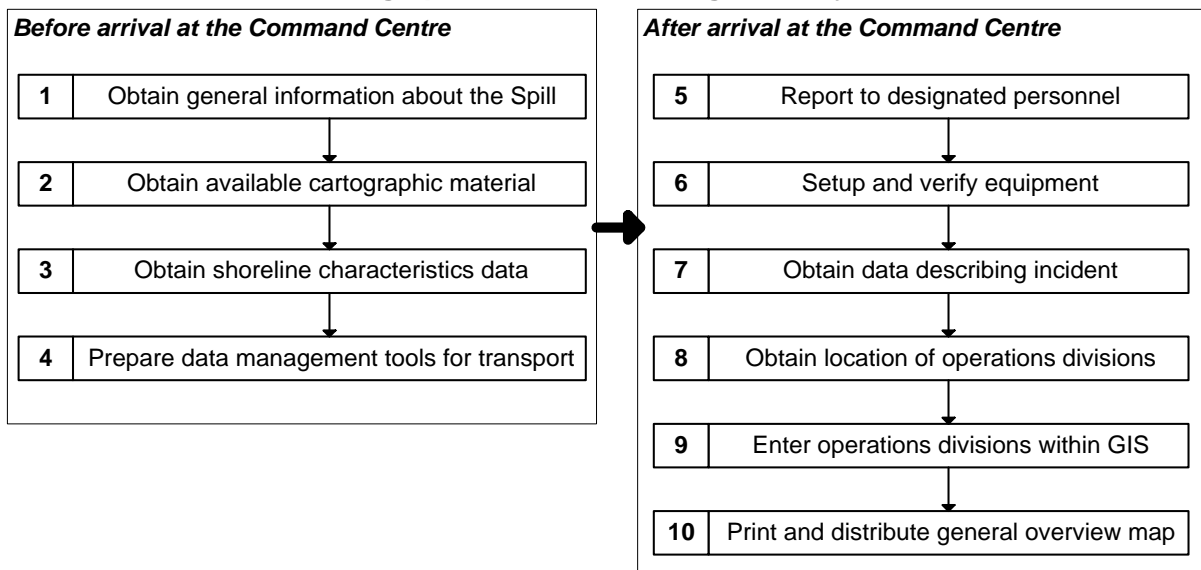 Before arrival at the Command Centre
1 Obtain general information about the Spill
2 Obtain available cartographic material
3 Obtain shoreline characteristics data
4 Prepare data management tools for transport
After arrival at the Command Centre
5 Report to designated personnel
6 Setup and verify equipment
7 Obtain data describing incident
8 Obtain location of operations divisions
9 Enter operations divisions within GIS
10 Print and distribute general overview map